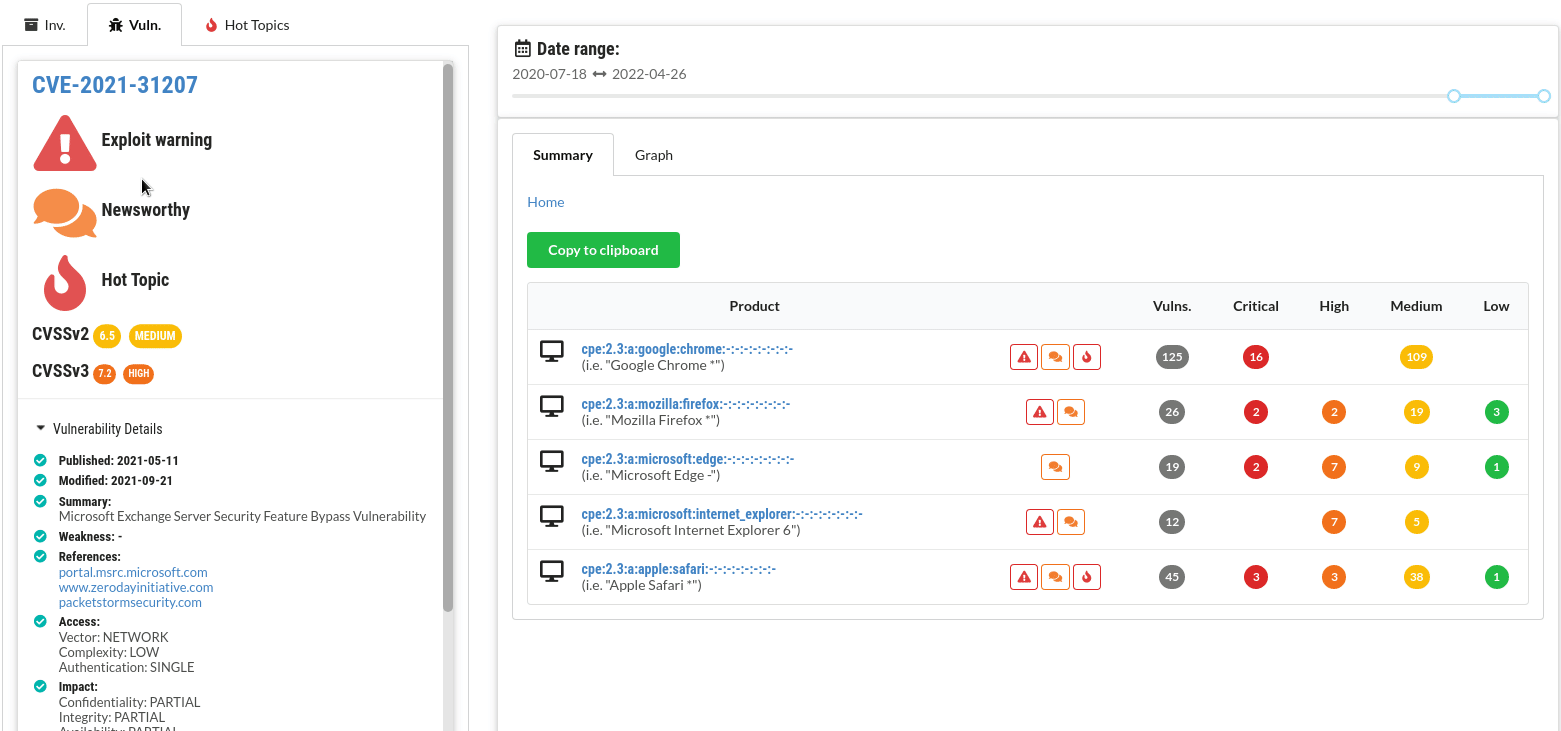 Inv.
Vuln.
Hot Topics
CVE-2021-31207
Exploit warning
Newsworthy
Hot Topic
CVSSv2 6.5 MEDIUM
CVSSv3 7.2 HIGH
Vulnerability Details
Published: 2021-05-11
Modified: 2021-09-21
Summary:
Microsoft Exchange Server Security Feature Bypass Vulnerability
Weakness: -
References:
portal.msrc.microsoft.com
www.zerodayinitiative.com
packetstormsecurity.com
Access:
Vector: NETWORK
Complexity: LOW
Authentication: SINGLE
Impact:
Confidentiality: PARTIAL
Integrity: PARTIAL
Availability: PARTIAL
Date range:
2020-07-18 ↔ 2022-04-26
Summary
Graph
Home
Copy to clipboard
Product Vulns. Critical High Medium Low
cpe:2.3:a:google:chrome:-:-:-:-:-:-:-:- 125 16 109
(i.e. "Google Chrome *")
cpe:2.3:a:mozilla:firefox:-:-:-:-:-:-:-:- 26 2 2 19 3
(i.e. "Mozilla Firefox *")
cpe:2.3:a:microsoft:edge:-:-:-:-:-:-:-:- 19 2 7 9 1
(i.e. "Microsoft Edge -")
cpe:2.3:a:microsoft:internet_explorer:-:-:-:-:-:-:-:- 12 7 5
(i.e. "Microsoft Internet Explorer 6")
cpe:2.3:a:apple:safari:-:-:-:-:-:-:-:- 45 3 3 38 1
(i.e. "Apple Safari *")